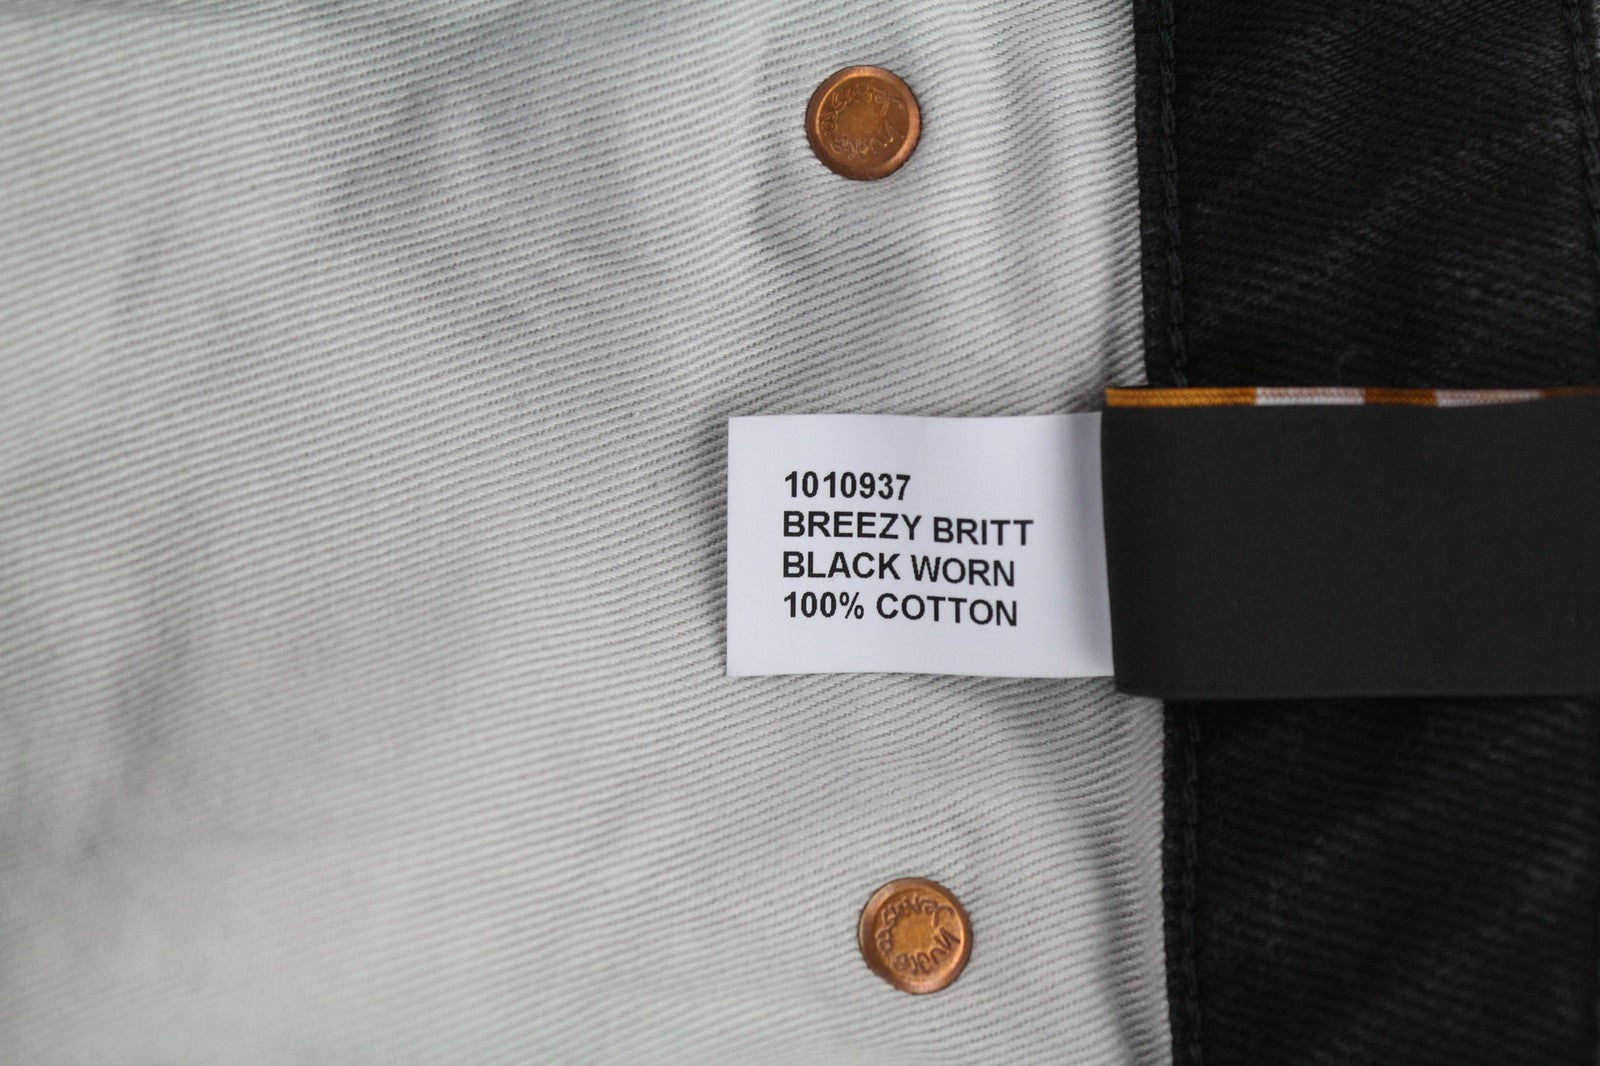 1010937
BREEZY BRITT
BLACK WORN
100% COTTON